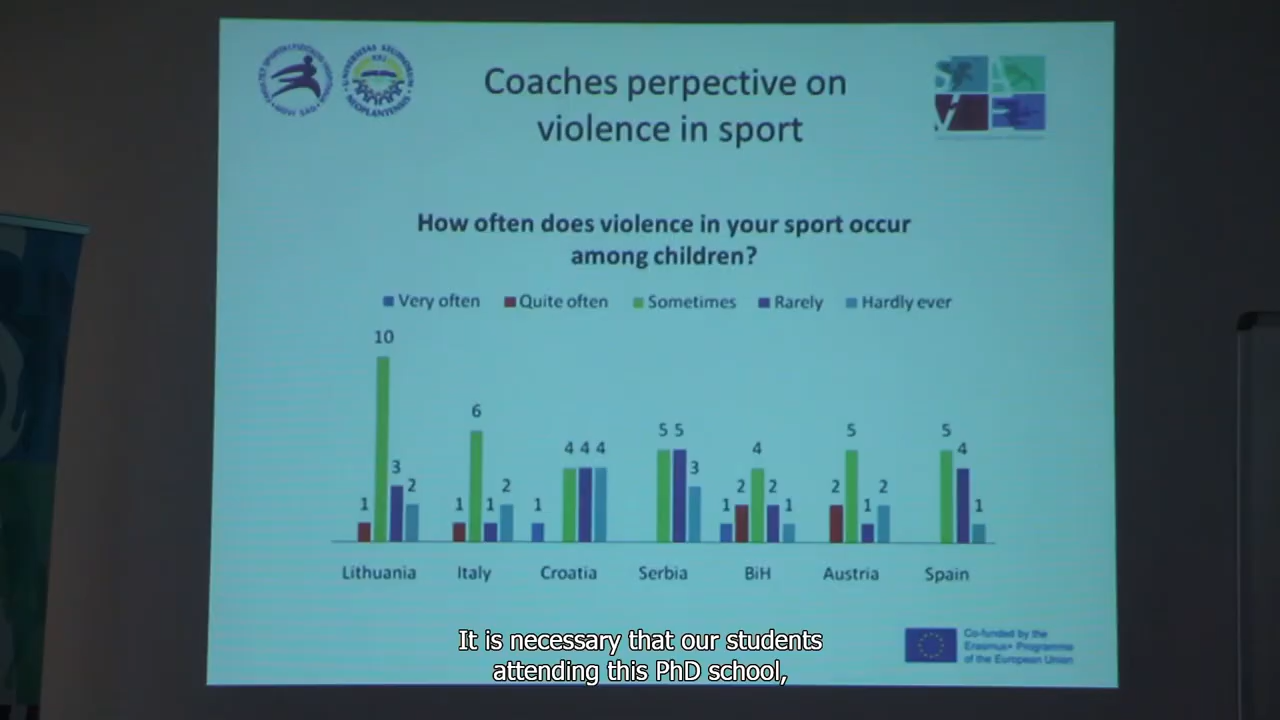 Coaches perpective on
violence in sport
How often does violence in your sport occur
among children?
Very often Quite often Sometimes Rarely Hardly ever
1 10 3 2
1 6 1 2
1 4 4 4
5 5 3
1 2 4 2 1
2 5 1 2
5 4 1
Lithuania Italy Croatia Serbia BiH Austria Spain
Co-funded by the
Erasmus+ Programme
of the European Union
It is necessary that our students
attending this PhD school,